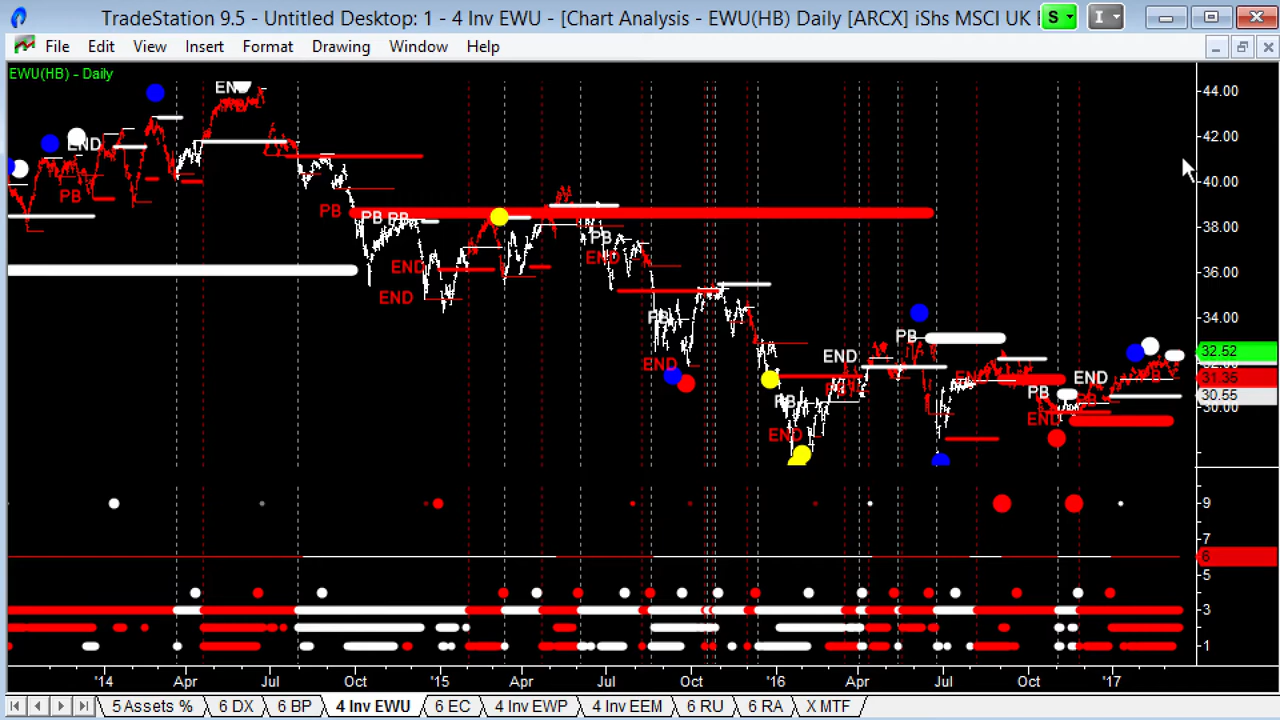 TradeStation 9.5 - Untitled Desktop: 1 - 4 Inv EWU - [Chart Analysis - EWU(HB) Daily [ARCX] iShs MSCI UK
S I
File Edit View Insert Format Drawing Window Help
EWU(HB) - Daily
END
44.00
42.00
END
40.00
PB
PB PB PB
38.00
PB
END
END
36.00
END
PB
34.00
PB
END
32.52
END
END END
31.35
PB
PB
PB
30.55
PB
30.00
END
END
9
7
6
5
3
1
'14 Apr Jul Oct '15 Apr Jul Oct '16 Apr Jul Oct '17
5 Assets % 6 DX 6 BP 4 Inv EWU 6 EC 4 Inv EWP 4 Inv EEM 6 RU 6 RA X MTF